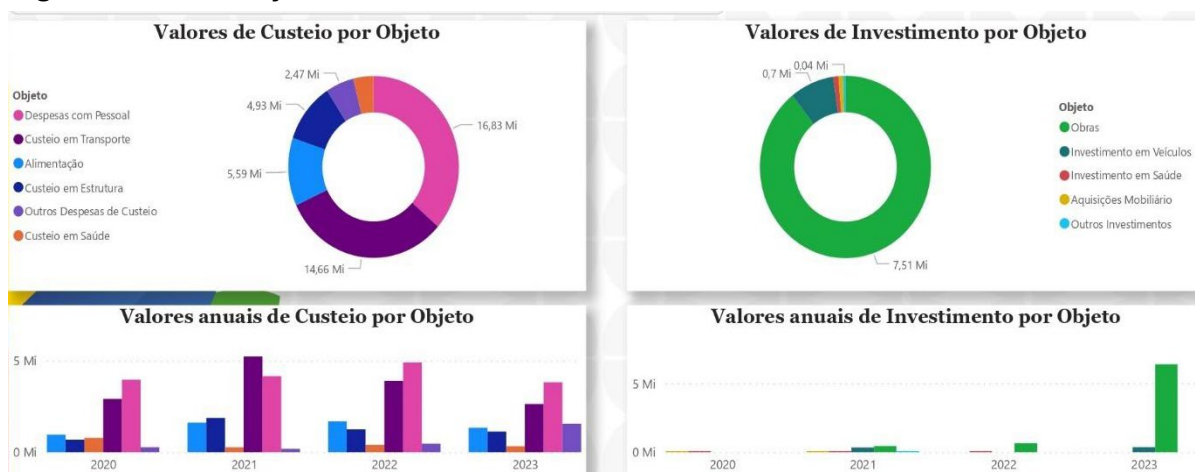 Valores de Custeio por Objeto
2,47 Mi
4,93 Mi
16,83 Mi
5,59 Mi
14,66 Mi
Objeto
Despesas com Pessoal
Custeio em Transporte
Alimentação
Custeio em Estrutura
Outros Despesas de Custeio
Custeio em Saúde
Valores de Investimento por Objeto
0,04 Mi
0,7 Mi
7,51 Mi
Objeto
Obras
Investimento em Veículos
Investimento em Saúde
Aquisições Mobiliário
Outros Investimentos
Valores anuais de Custeio por Objeto
5 Mi
0 Mi
2020 2021 2022 2023
Valores anuais de Investimento por Objeto
5 Mi
0 Mi
2020 2021 2022 2023